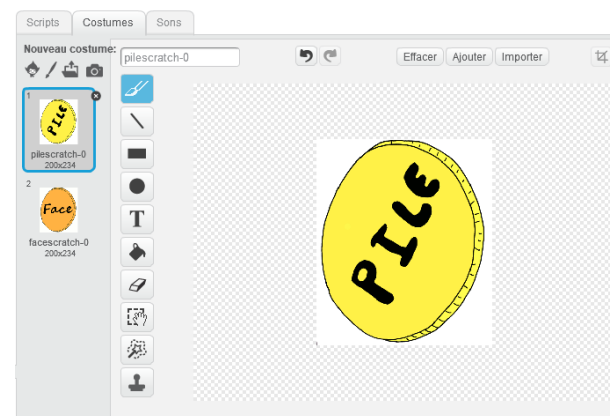 Scripts Costumes Sons
Nouveau costume:
pilescratch-0
Effacer Ajouter Importer
1
PILE
pilescratch-0
200x234
2
Face
facescratch-0
200x234
T
PILE